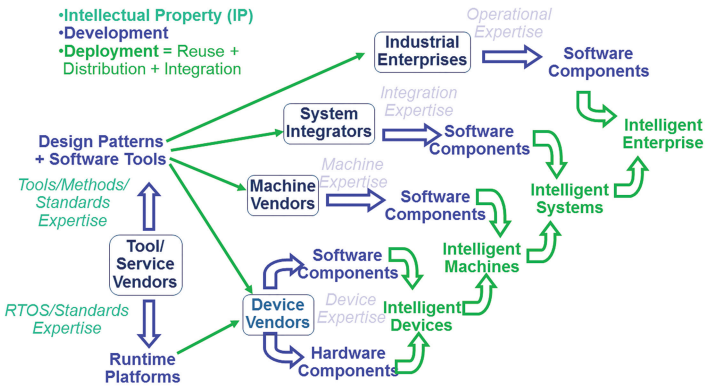 •Intellectual Property (IP)
•Development
•Deployment = Reuse +
Distribution + Integration
Operational
Expertise
Industrial
Enterprises
Software
Components
Integration
Expertise
System
Integrators
Software
Components
Intelligent
Enterprise
Design Patterns
+ Software Tools
Machine
Expertise
Machine
Vendors
Software
Components
Intelligent
Systems
Tools/Methods/
Standards
Expertise
Tool/
Service
Vendors
Software
Components
Intelligent
Machines
RTOS/Standards
Expertise
Device
Vendors
Device
Expertise
Intelligent
Devices
Runtime
Platforms
Hardware
Components